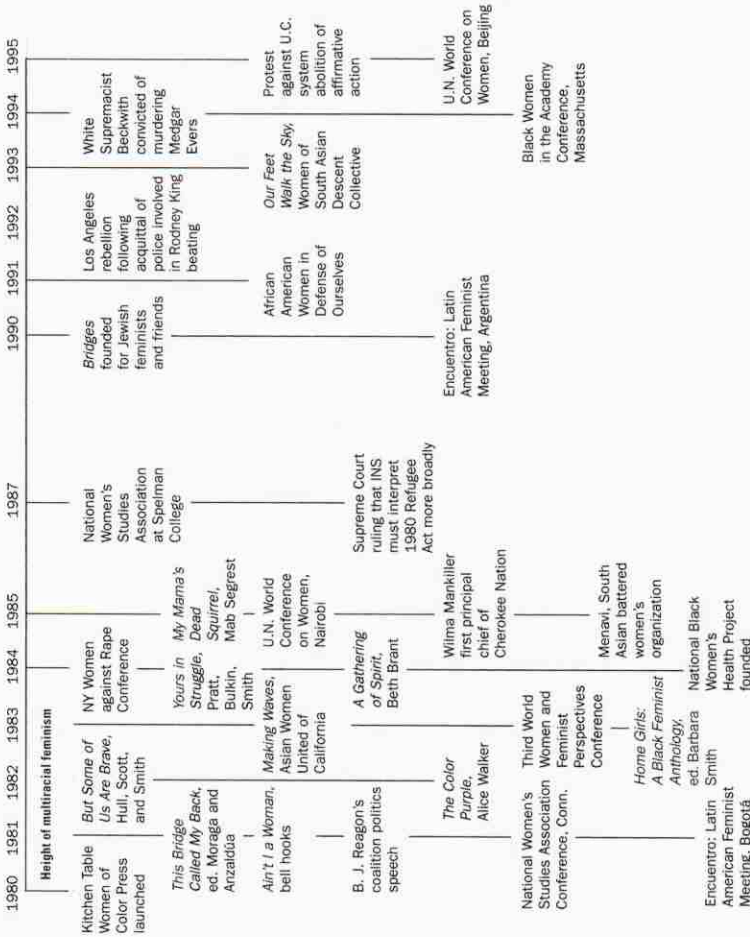 1980 1981 1982 1983 1984 1985 1987 1990 1991 1992 1993 1994 1995
Height of multiracial feminism
Kitchen Table
Women of
Color Press
launched
This Bridge
Called My Back,
ed. Moraga and
Anzaldúa
Ain't I a Woman,
bell hooks
B. J. Reagon's
coalition politics
speech
National Women's
Studies Association
Conference, Conn.
Encuentro: Latin
American Feminist
Meeting, Bogotá
But Some of
Us Are Brave,
Hull, Scott,
and Smith
The Color
Purple,
Alice Walker
Making Waves,
Asian Women
United of
California
Third World
Women and
Feminist
Perspectives
Conference
Home Girls:
A Black Feminist
Anthology,
ed. Barbara
Smith
NY Women
against Rape
Conference
Yours in
Struggle,
Pratt,
Bulkin,
Smith
A Gathering
of Spirit,
Beth Brant
National Black
Women's
Health Project
founded
My Mama's
Dead
Squirrel,
Mab Segrest
U.N. World
Conference
on Women,
Nairobi
Wilma Mankiller
first principal
chief of
Cherokee Nation
Menavi, South
Asian battered
women's
organization
National
Women's
Studies
Association
at Spelman
College
Supreme Court
ruling that INS
must interpret
1980 Refugee
Act more broadly
Bridges
founded
for Jewish
feminists
and friends
Encuentro: Latin
American Feminist
Meeting, Argentina
African
American
Women in
Defense of
Ourselves
Los Angeles
rebellion
following
acquittal of
police involved
in Rodney King
beating
Our Feet
Walk the Sky,
Women of
South Asian
Descent
Collective
White
Supremacist
Beckwith
convicted of
murdering
Medgar
Evers
Black Women
in the Academy
Conference,
Massachusetts
Protest
against U.C.
system
abolition of
affirmative
action
U.N. World
Conference on
Women, Beijing